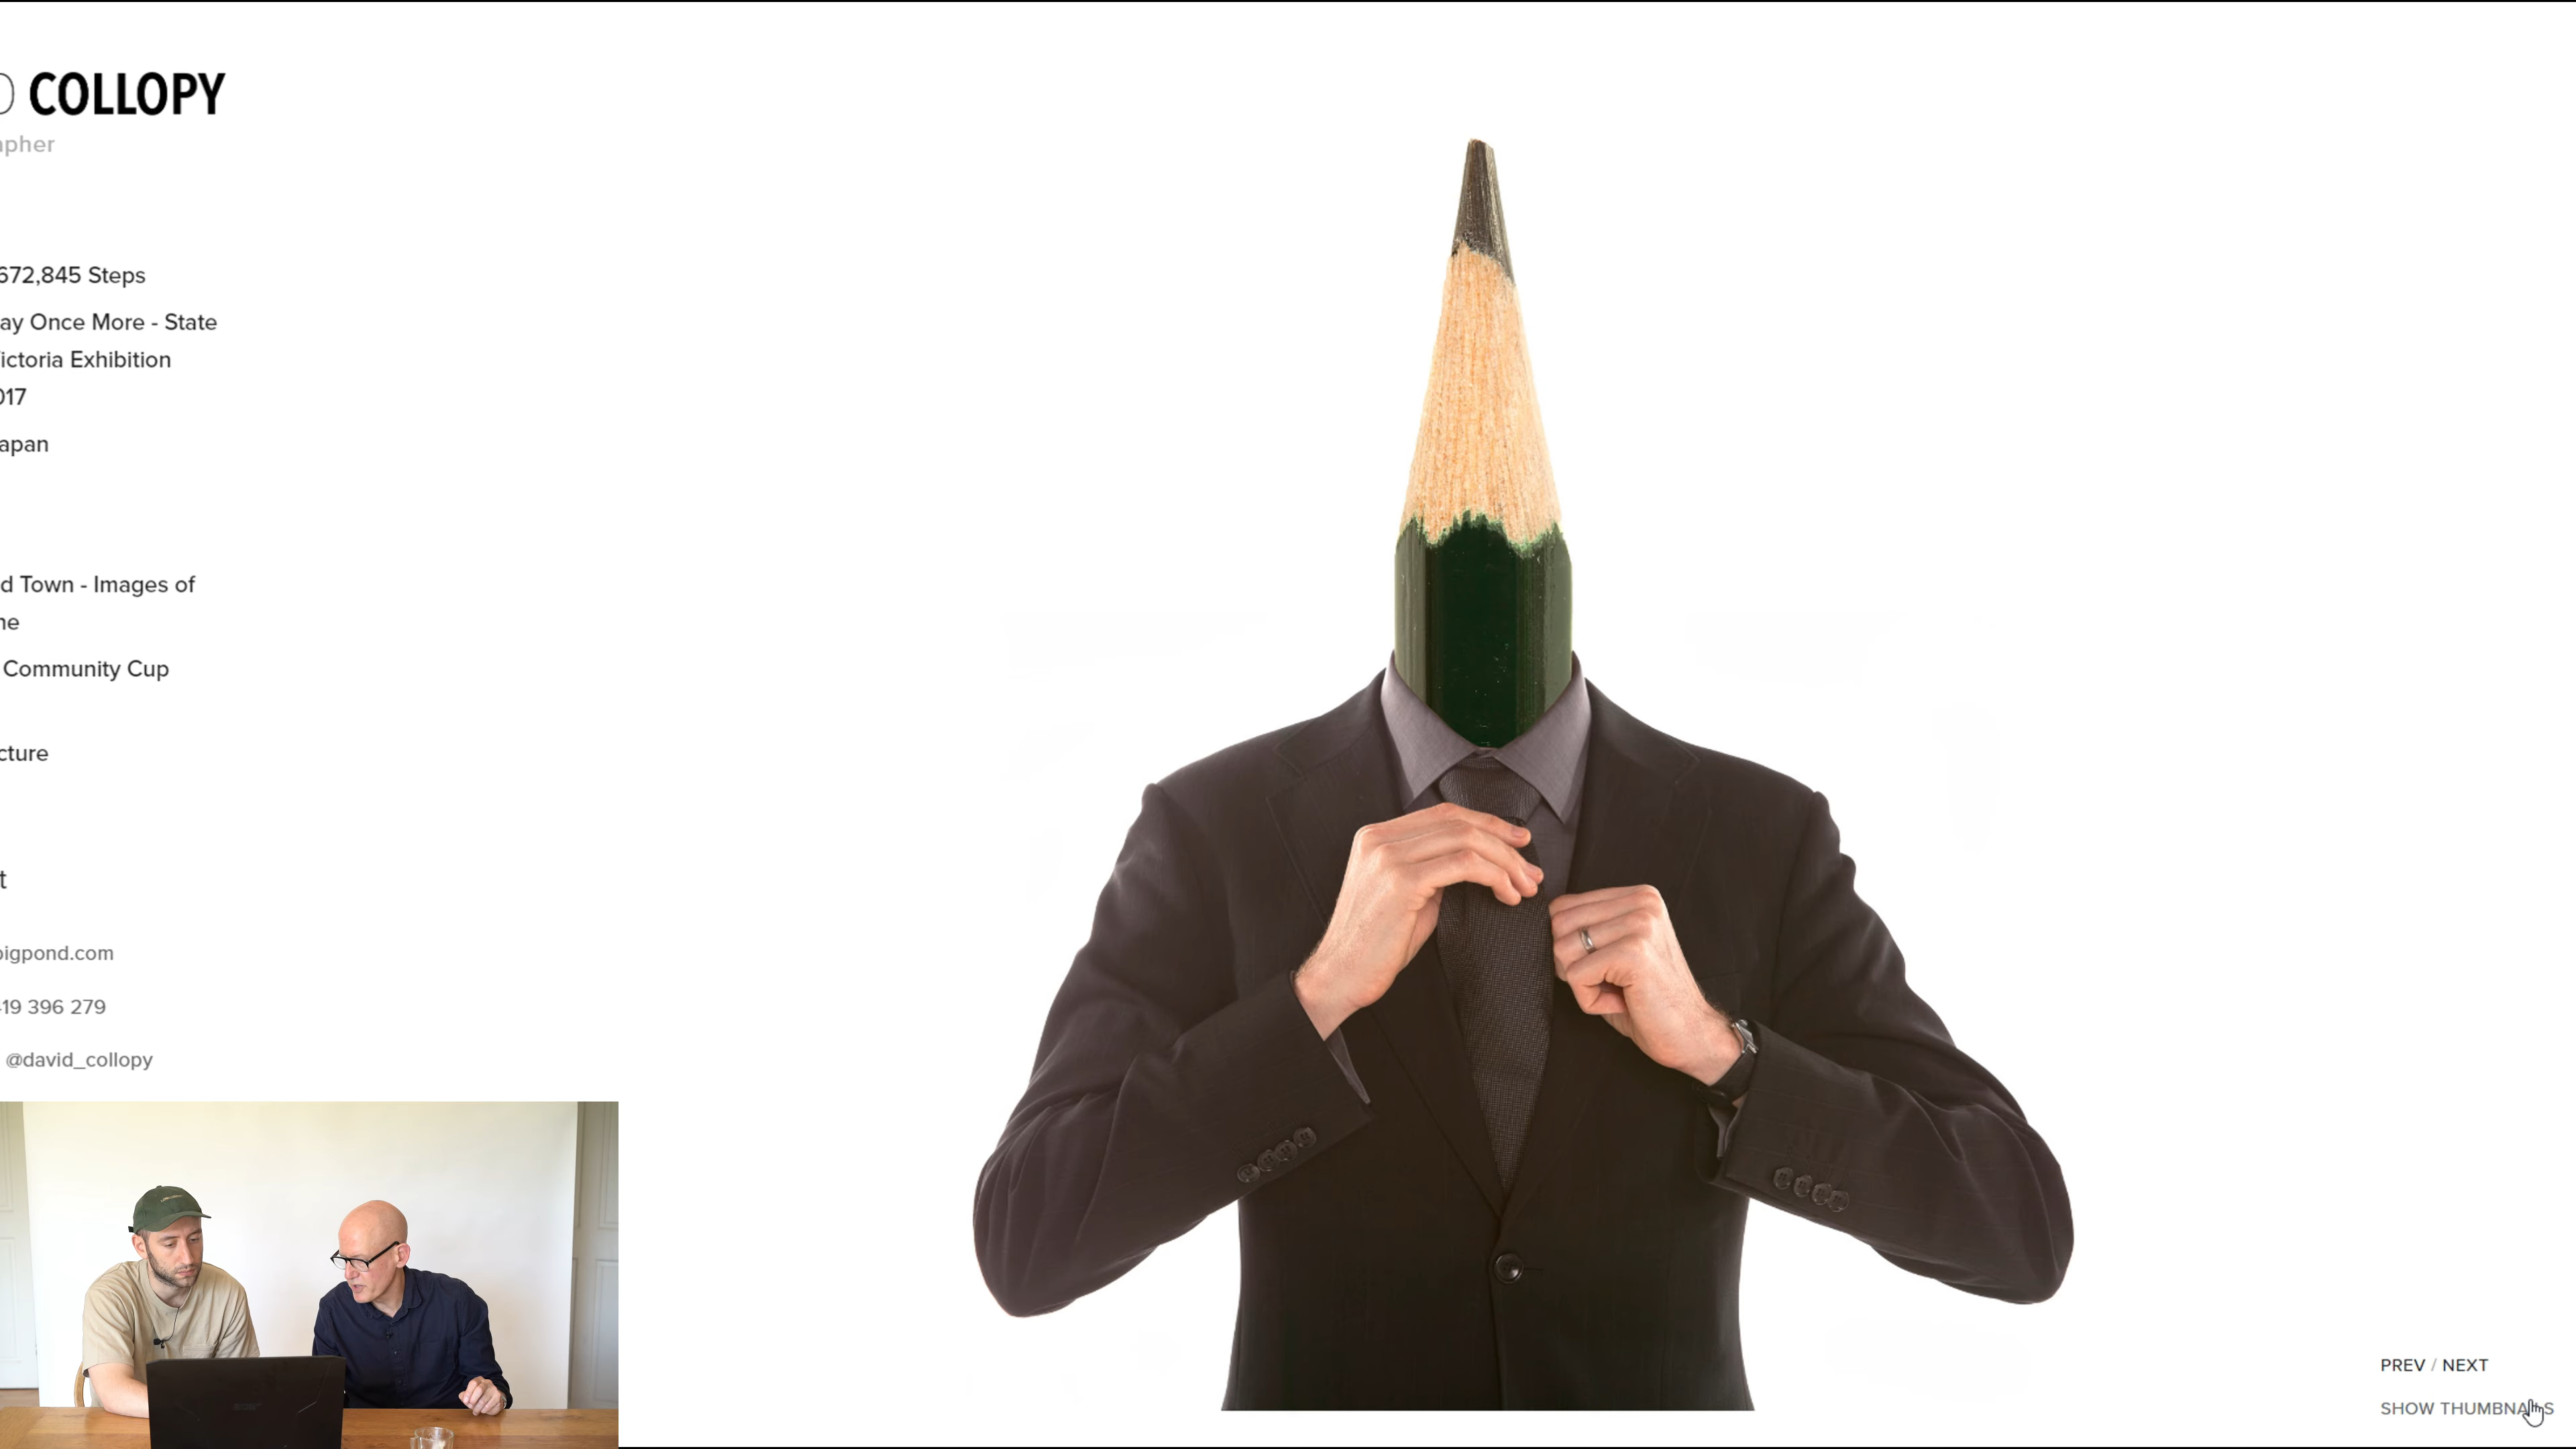 COLLOPY
apher
672,845 Steps
ay Once More - State
ictoria Exhibition
017
apan
d Town - Images of
ne
Community Cup
cture
t
bigpond.com
19 396 279
@david_collopy
PREV / NEXT
SHOW THUMBNAILS